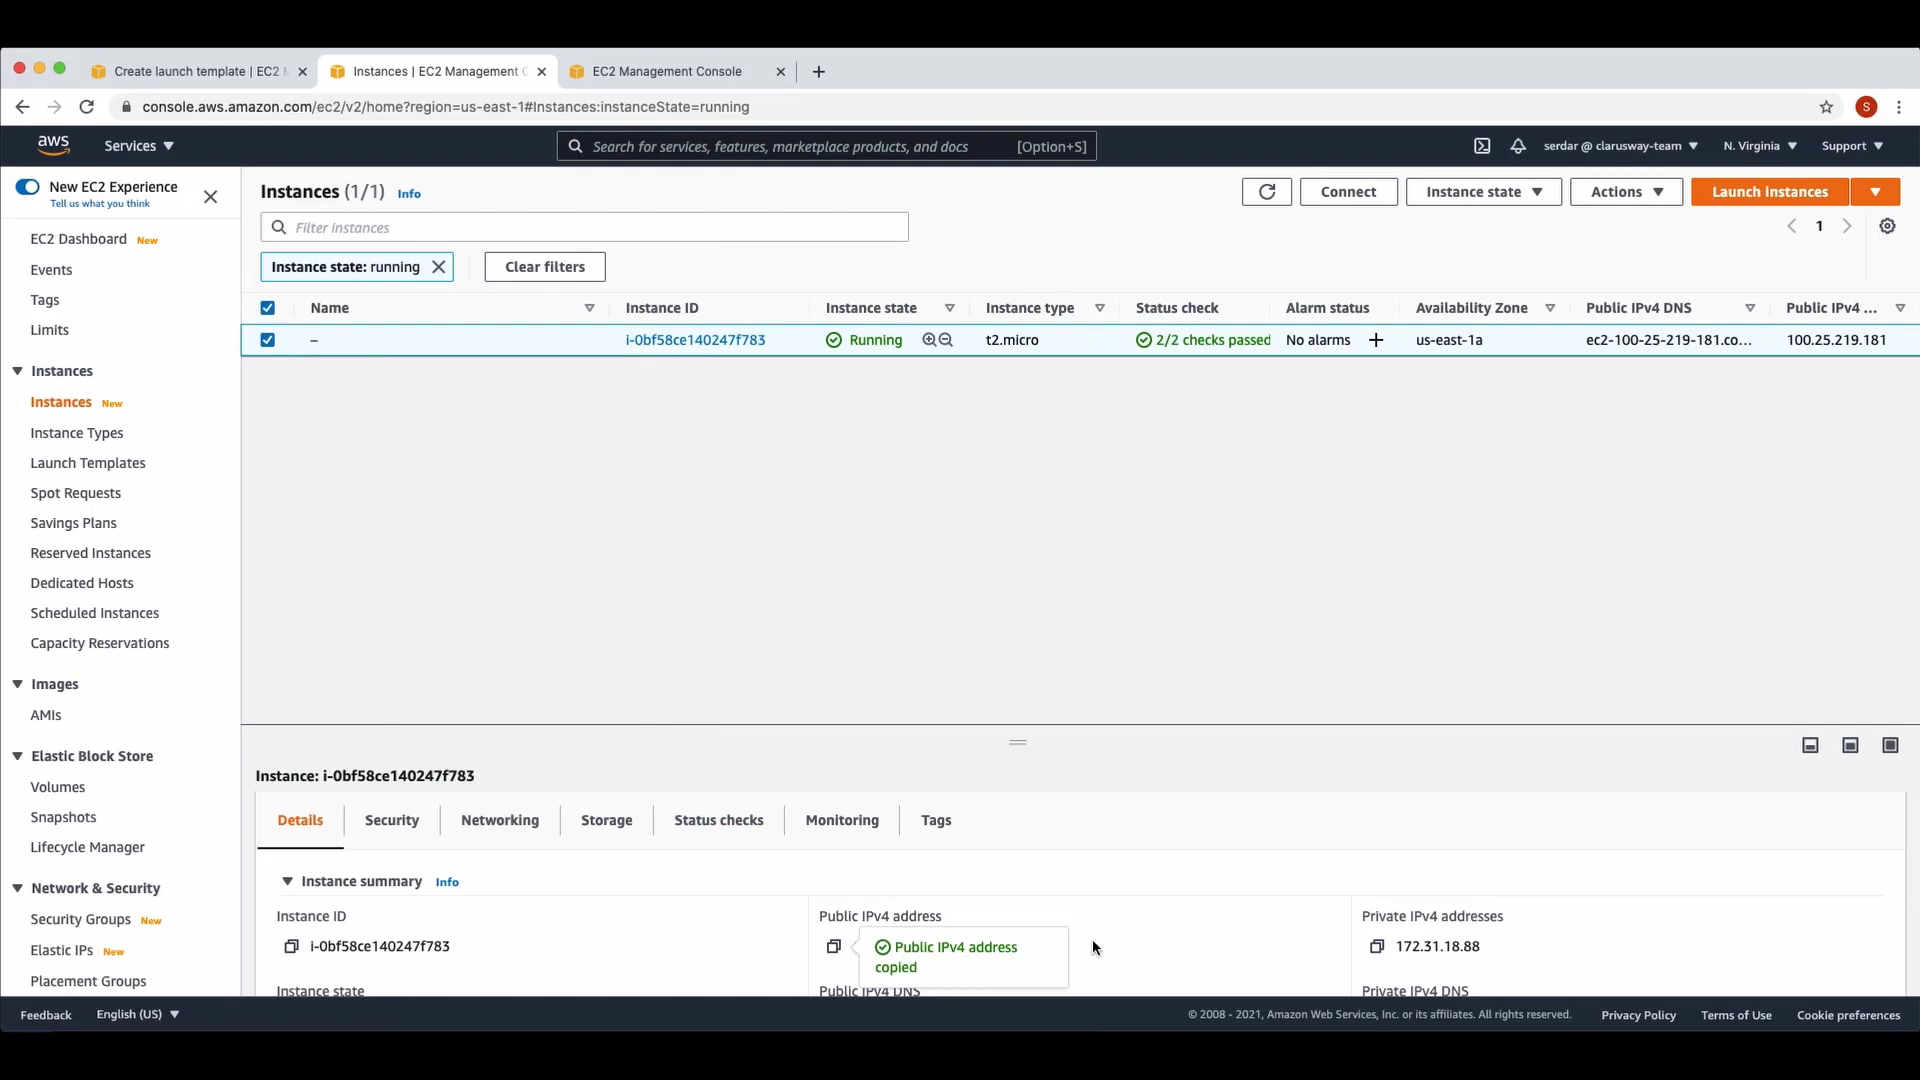 Create launch template | EC2 M
Instances | EC2 Management C
EC2 Management Console
console.aws.amazon.com/ec2/v2/home?region=us-east-1#Instances:instanceState=running
S
aws
Services
Search for services, features, marketplace products, and docs
[Option+S]
serdar @ clarusway-team
N. Virginia
Support
New EC2 Experience
Tell us what you think
EC2 Dashboard New
Events
Tags
Limits
Instances
Instances New
Instance Types
Launch Templates
Spot Requests
Savings Plans
Reserved Instances
Dedicated Hosts
Scheduled Instances
Capacity Reservations
Images
AMIs
Elastic Block Store
Volumes
Snapshots
Lifecycle Manager
Network & Security
Security Groups New
Elastic IPs New
Placement Groups
Instances (1/1) Info
Connect
Instance state
Actions
Launch instances
Filter instances
1
Instance state: running
Clear filters
Name
Instance ID
Instance state
Instance type
Status check
Alarm status
Availability Zone
Public IPv4 DNS
Public IPv4 ...
–
i-0bf58ce140247f783
Running
t2.micro
2/2 checks passed
No alarms
us-east-1a
ec2-100-25-219-181.co...
100.25.219.181
Instance: i-0bf58ce140247f783
Details
Security
Networking
Storage
Status checks
Monitoring
Tags
Instance summary Info
Instance ID
i-0bf58ce140247f783
Public IPv4 address
Public IPv4 address
copied
Private IPv4 addresses
172.31.18.88
Instance state
Public IPv4 DNS
Private IPv4 DNS
Feedback
English (US)
© 2008 - 2021, Amazon Web Services, Inc. or its affiliates. All rights reserved.
Privacy Policy
Terms of Use
Cookie preferences